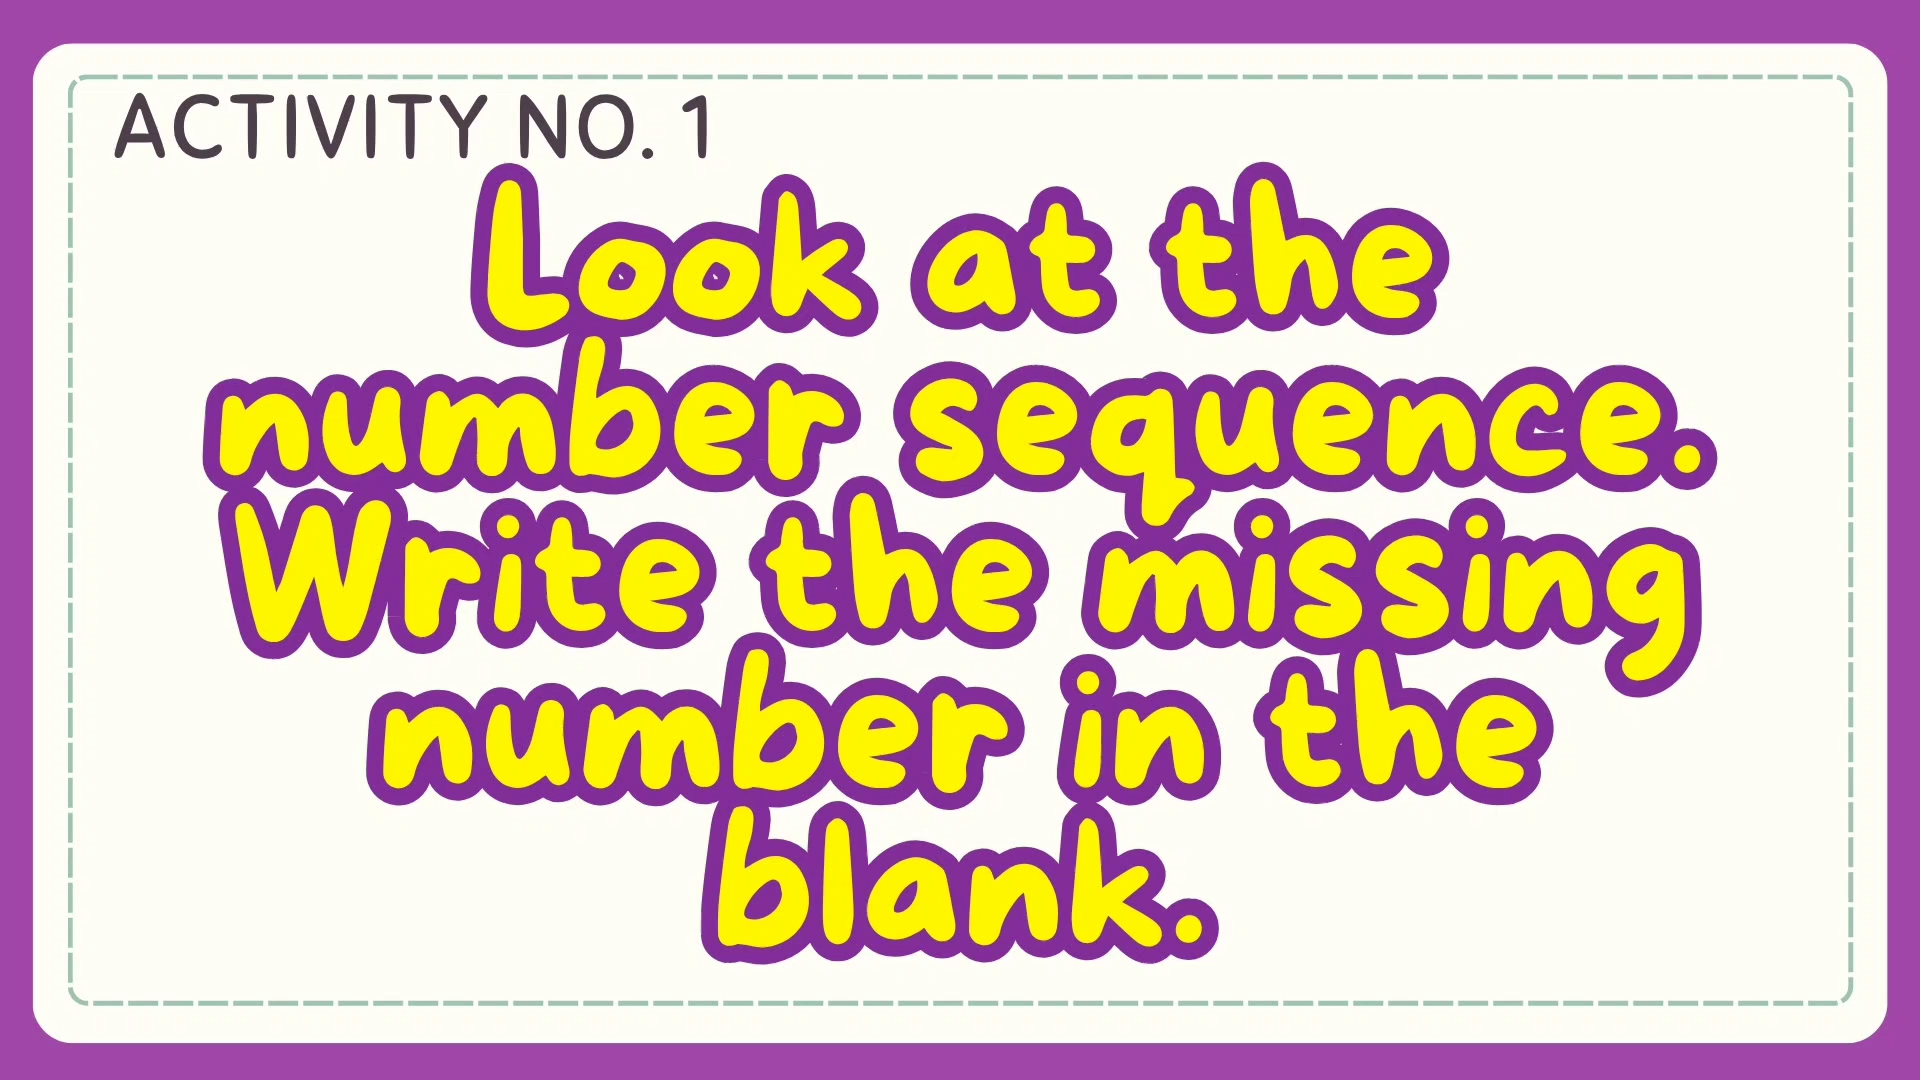 ACTIVITY NO. 1
Look at the
number sequence.
Write the missing
number in the
blank.